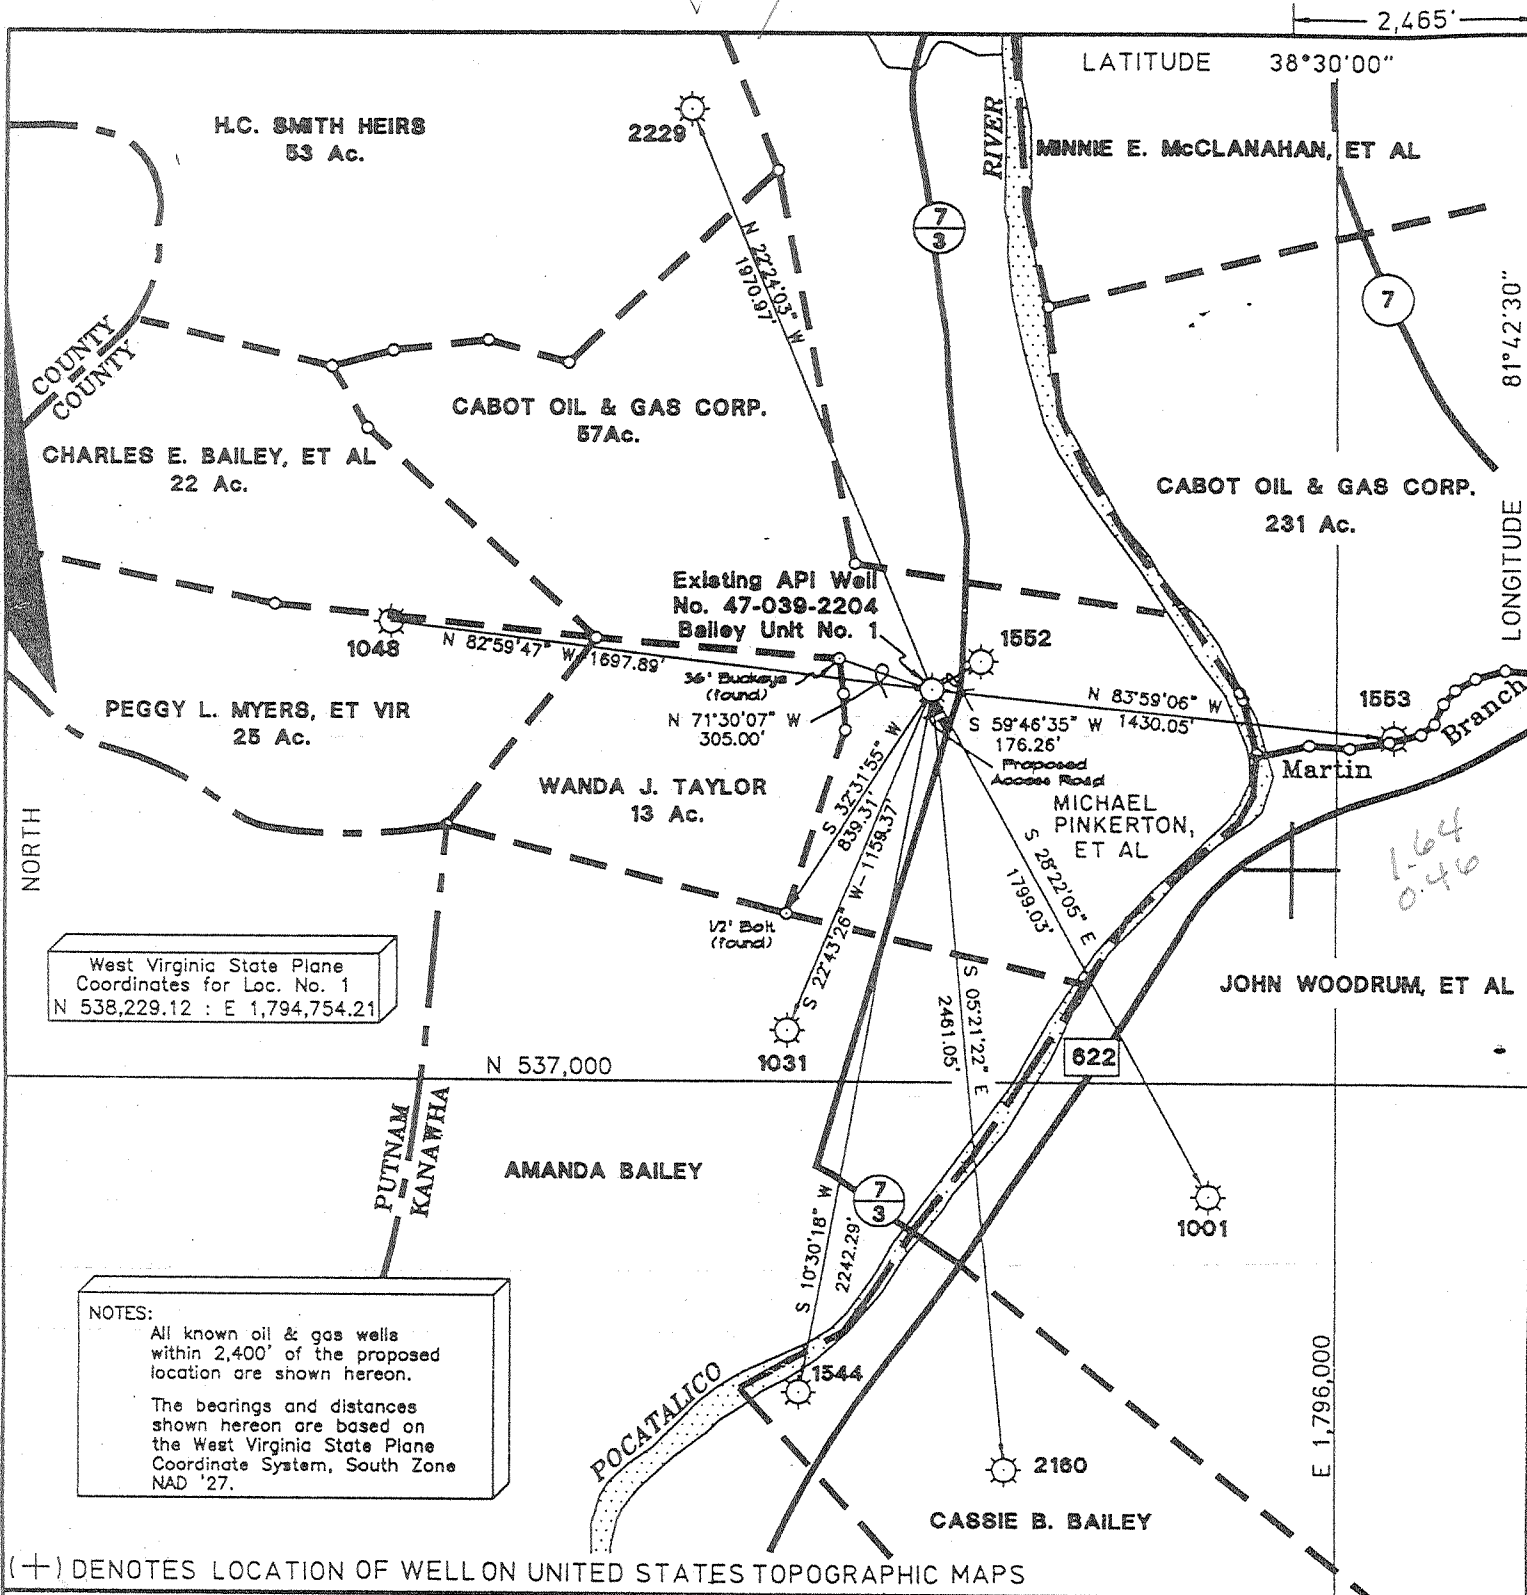 2,465'
LATITUDE 38°30'00"
H.C. SMITH HEIRS
53 Ac.
2229
RIVER
MINNIE E. McCLANAHAN, ET AL
7
3
N 22°24'03" W
1970.97'
7
81°42'30"
LONGITUDE
COUNTY
COUNTY
CABOT OIL & GAS CORP.
57Ac.
CHARLES E. BAILEY, ET AL
22 Ac.
CABOT OIL & GAS CORP.
231 Ac.
Existing API Well
No. 47-039-2204
Bailey Unit No. 1
1552
1048
N 82°59'47" W-1697.89'
36" Buckeye
(found)
N 71°30'07" W
305.00'
N 83°59'06" W
1430.05'
1553
Branch
Martin
S 59°46'35" W
176.26'
Proposed
Access Road
PEGGY L. MYERS, ET VIR
25 Ac.
WANDA J. TAYLOR
13 Ac.
S 32°31'55" W
839.31'
MICHAEL
PINKERTON,
ET AL
NORTH
S 28°22'05" E
1799.03'
1.64
0.46
1/2" Bolt
(found)
S 22°43'26" W-1159.37'
West Virginia State Plane
Coordinates for Loc. No. 1
N 538,229.12 : E 1,794,754.21
S 05°21'22" E
2461.05'
JOHN WOODRUM, ET AL
1031
622
N 537,000
PUTNAM
KANAWHA
AMANDA BAILEY
7
3
1001
S 10°30'18" W
2242.29'
NOTES:
All known oil & gas wells
within 2,400' of the proposed
location are shown hereon.
The bearings and distances
shown hereon are based on
the West Virginia State Plane
Coordinate System, South Zone
NAD '27.
1544
POCATALICO
E 1,796,000
2160
CASSIE B. BAILEY
(+) DENOTES LOCATION OF WELL ON UNITED STATES TOPOGRAPHIC MAPS